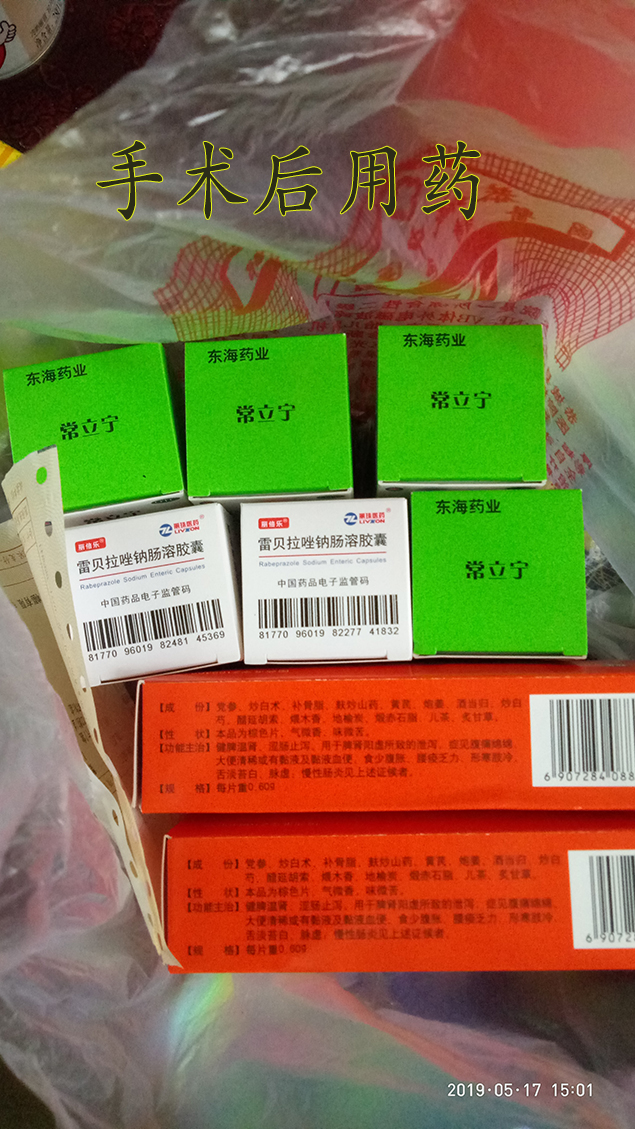 手术后用药
东海药业
常立宁
东海药业
常立宁
东海药业
常立宁
丽倍乐®
丽珠医药
LIVZON
雷贝拉唑钠肠溶胶囊
Rabeprazole Sodium Enteric Capsules
中国药品电子监管码
81770 96019 82481 45369
丽倍乐®
丽珠医药
LIVZON
雷贝拉唑钠肠溶胶囊
Rabeprazole Sodium Enteric Capsules
中国药品电子监管码
81770 96019 82277 41832
东海药业
常立宁
【成 份】党参、炒白术、补骨脂、麸炒山药、黄芪、炮姜、酒当归、炒白
芍、醋延胡索、煨木香、地榆炭、煅赤石脂、儿茶、炙甘草。
【性 状】本品为棕色片、气微香、味微苦。
【功能主治】健脾温肾、涩肠止泻。用于脾肾阳虚所致的泄泻，症见腹痛绵绵、
大便清稀或有黏液及黏液血便、食少腹胀、腰痠乏力、形寒肢冷、
舌淡苔白、脉虚；慢性肠炎见上述证候者。
【规 格】每片重0.60g
6 907284 088
【成 份】党参、炒白术、补骨脂、麸炒山药、黄芪、炮姜、酒当归、炒白
芍、醋延胡索、煨木香、地榆炭、煅赤石脂、儿茶、炙甘草。
【性 状】本品为棕色片、气微香、味微苦。
【功能主治】健脾温肾、涩肠止泻。用于脾肾阳虚所致的泄泻，症见腹痛绵绵、
大便清稀或有黏液及黏液血便、食少腹胀、腰痠乏力、形寒肢冷、
舌淡苔白、脉虚；慢性肠炎见上述证候者。
【规 格】每片重0.60g
6 9072
2019·05·17 15:01